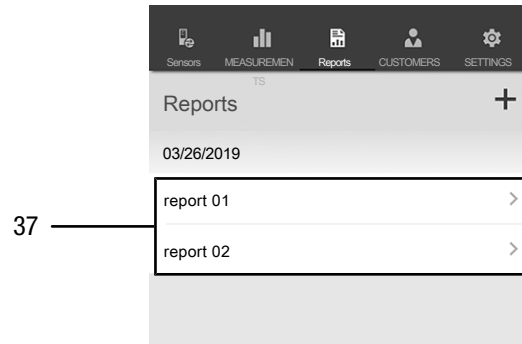 Sensors MEASUREMEN Reports CUSTOMERS SETTINGS
TS
Reports +
03/26/2019
report 01 >
37
report 02 >